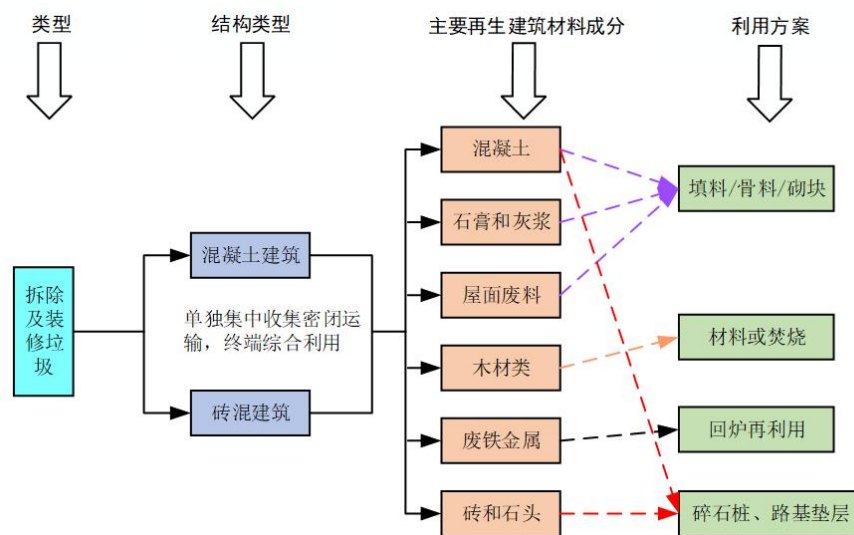 类型
结构类型
主要再生建筑材料成分
利用方案
拆除
及装
修垃
圾
混凝土建筑
单独集中收集密闭运
输，终端综合利用
砖混建筑
混凝土
石膏和灰浆
屋面废料
木材类
废铁金属
砖和石头
填料/骨料/砌块
材料或焚烧
回炉再利用
碎石桩、路基垫层